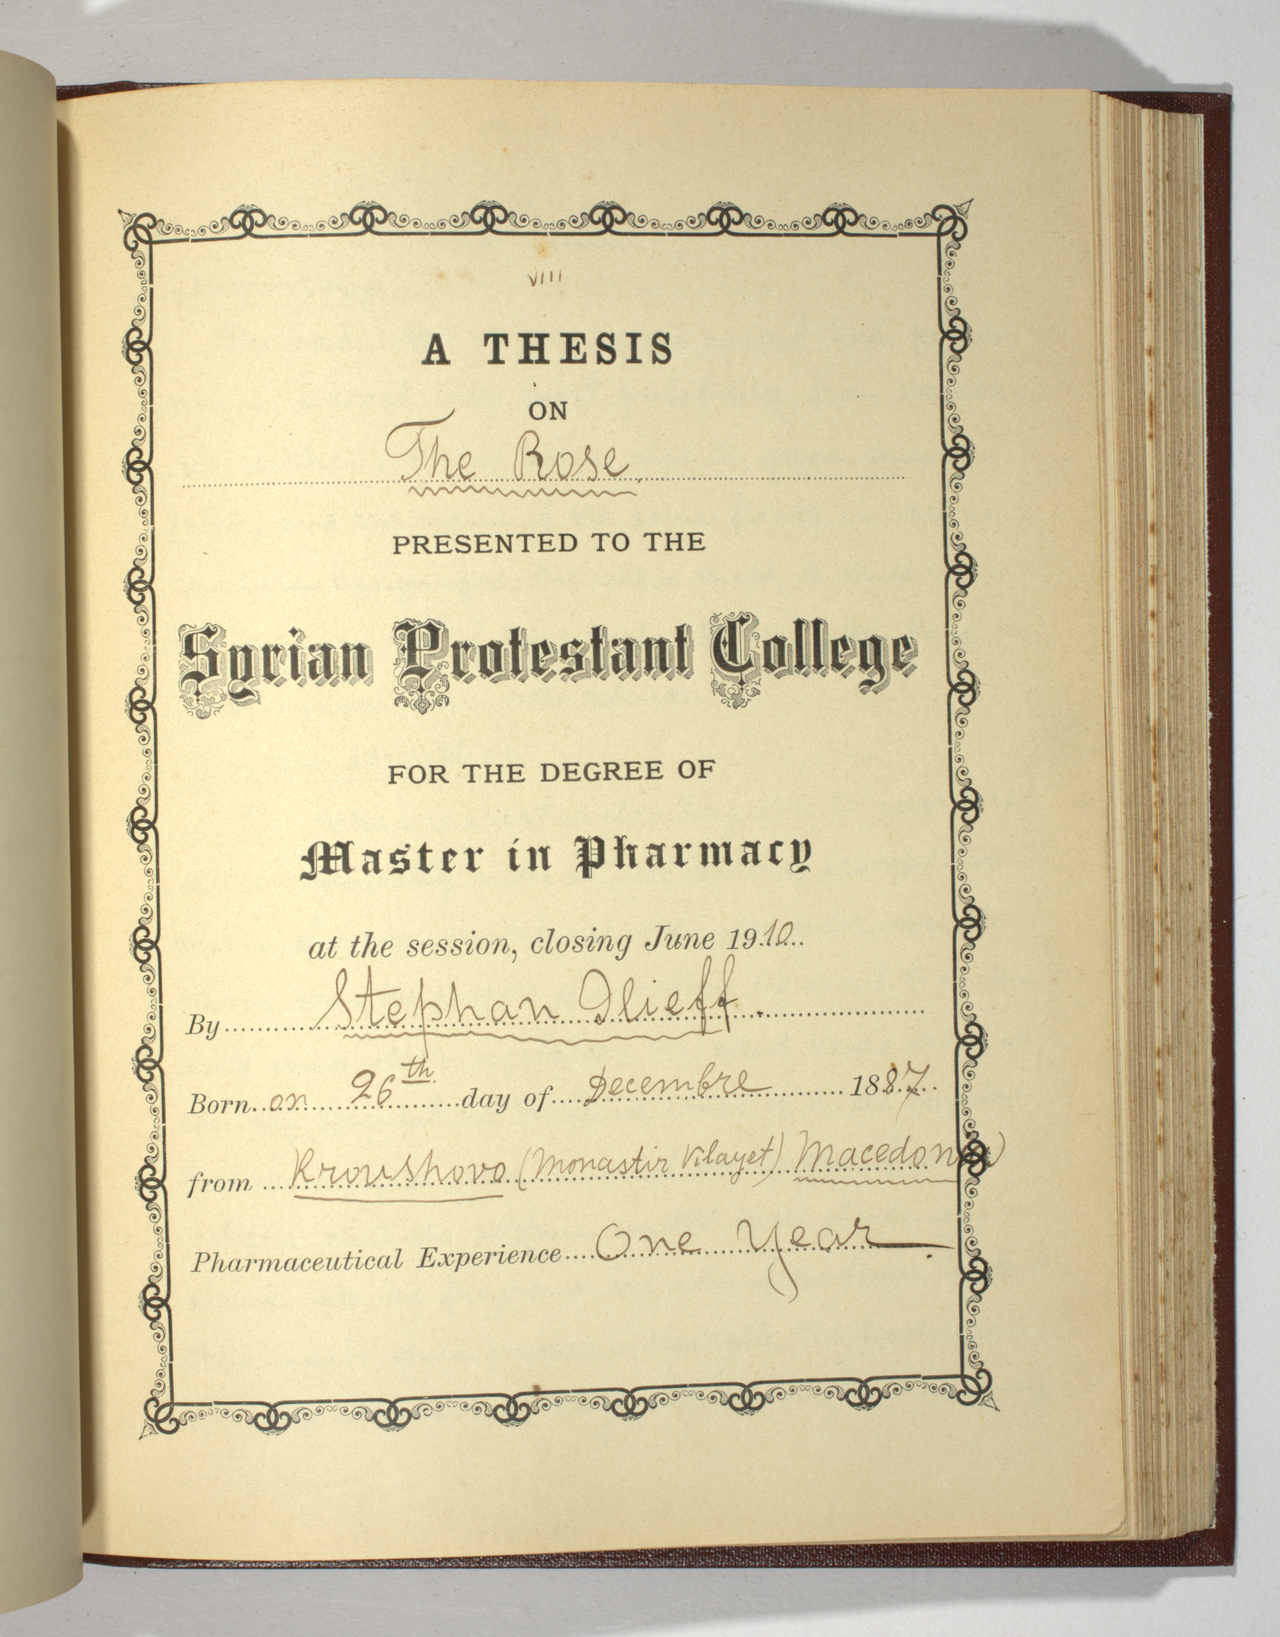 VIII
A THESIS
ON
The Rose
PRESENTED TO THE
Syrian Protestant College
FOR THE DEGREE OF
Master in Pharmacy
at the session, closing June 1910.
By Stephan Ilieff.
Born on 26th day of Decembre 1887.
from Kroushovo (Monastir Vilayet) Macedonia)
Pharmaceutical Experience One Year.